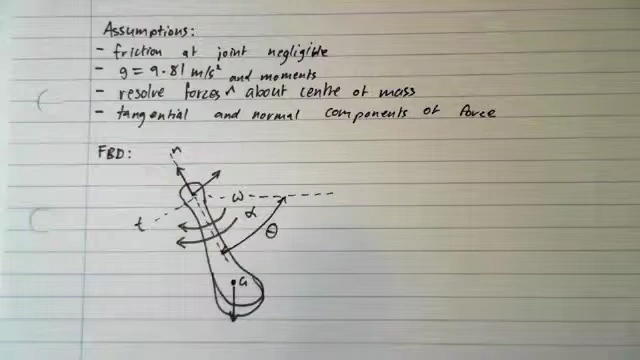 Assumptions:
- friction at joint negligible
- g = 9.81 m/s² and moments
- resolve forces ^ about centre of mass
- tangential and normal components of force
FBD:
n
ω
α
t
θ
G